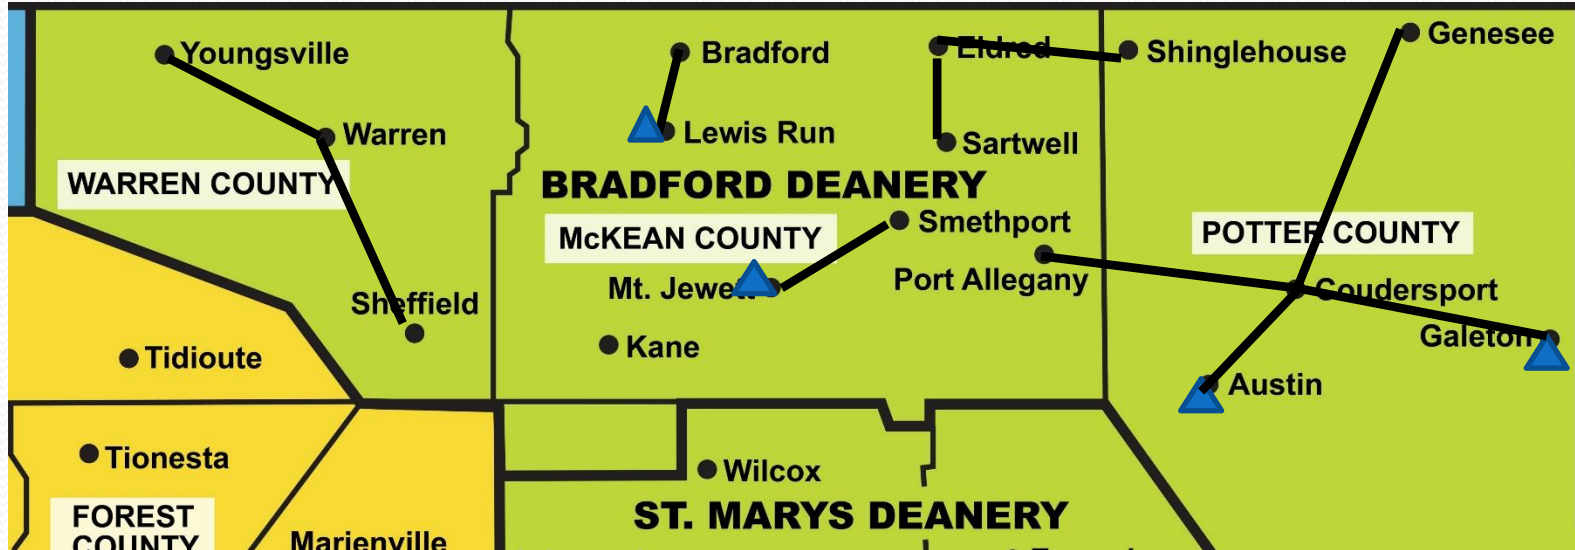 Youngsville
Bradford
Eldred
Shinglehouse
Genesee
Warren
Lewis Run
Sartwell
WARREN COUNTY
BRADFORD DEANERY
Smethport
McKEAN COUNTY
POTTER COUNTY
Port Allegany
Mt. Jewett
Coudersport
Sheffield
Galeton
Kane
Tidioute
Austin
Tionesta
Wilcox
ST. MARYS DEANERY
FOREST
COUNTY
Marienville